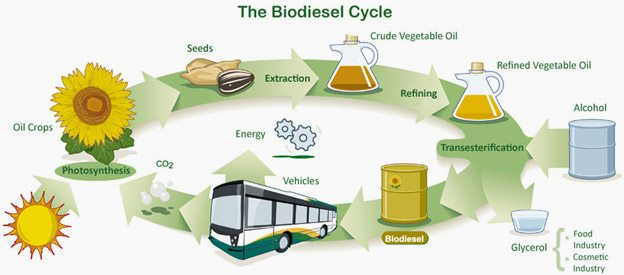 The Biodiesel Cycle
Seeds
Extraction
Crude Vegetable Oil
Refining
Refined Vegetable Oil
Alcohol
Transesterification
Glycerol
Food
Industry
Cosmetic
Industry
Biodiesel
Vehicles
Energy
CO2
Photosynthesis
Oil Crops